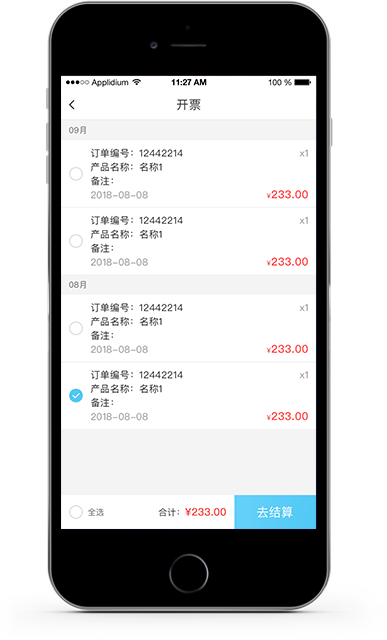 Applidium 11:27 AM 100 %
开票
09月
订单编号：12442214 x1
产品名称：名称1
备注：
2018-08-08 ¥233.00
订单编号：12442214 x1
产品名称：名称1
备注：
2018-08-08 ¥233.00
08月
订单编号：12442214 x1
产品名称：名称1
备注：
2018-08-08 ¥233.00
订单编号：12442214 x1
产品名称：名称1
备注：
2018-08-08 ¥233.00
全选 合计：¥233.00 去结算